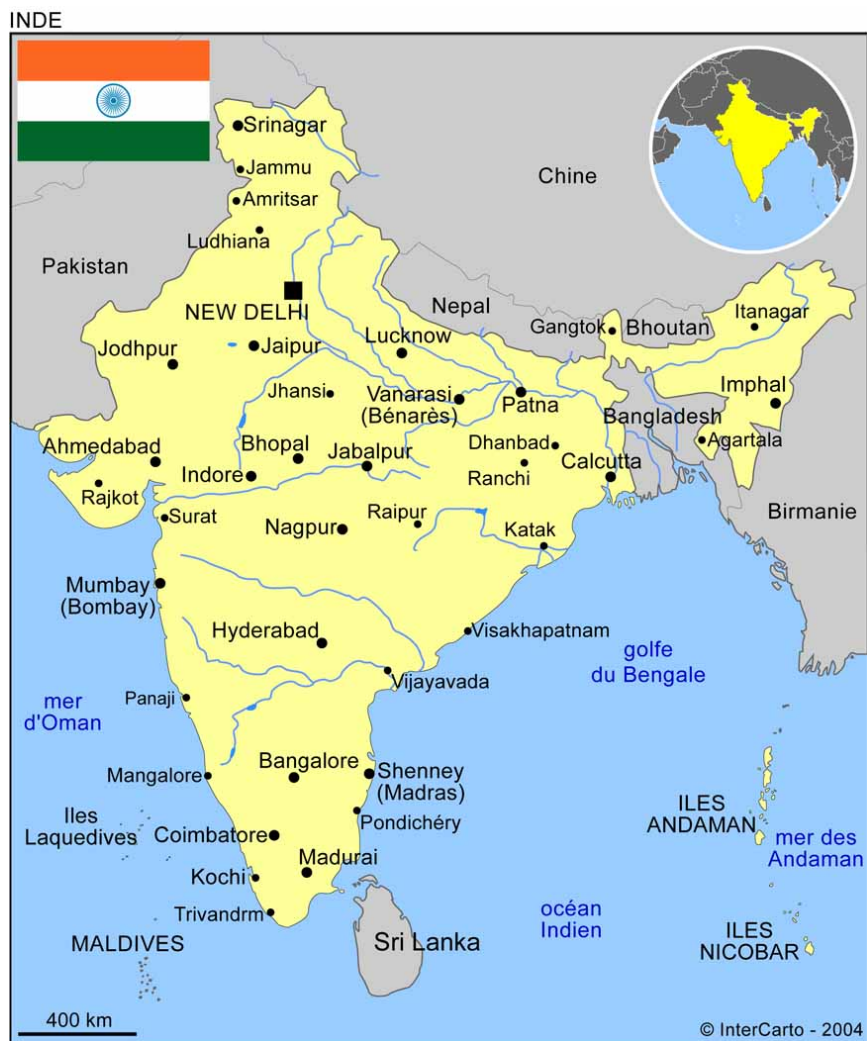 INDE
Srinagar
Jammu
Amritsar
Ludhiana
Chine
Pakistan
NEW DELHI
Nepal
Gangtok
Bhoutan
Itanagar
Jodhpur
Jaipur
Lucknow
Jhansi
Vanarasi
(Bénarès)
Patna
Bangladesh
Imphal
Ahmedabad
Bhopal
Jabalpur
Dhanbad
Agartala
Indore
Ranchi
Calcutta
Rajkot
Surat
Nagpur
Raipur
Katak
Birmanie
Mumbay
(Bombay)
Hyderabad
Visakhapatnam
golfe
du Bengale
Vijayavada
mer
d'Oman
Panaji
Mangalore
Bangalore
Shenney
(Madras)
Iles
Laquedives
Coimbatore
Pondichéry
ILES
ANDAMAN
mer des
Andaman
Madurai
Kochi
Trivandrm
océan
Indien
MALDIVES
Sri Lanka
ILES
NICOBAR
400 km
© InterCarto - 2004